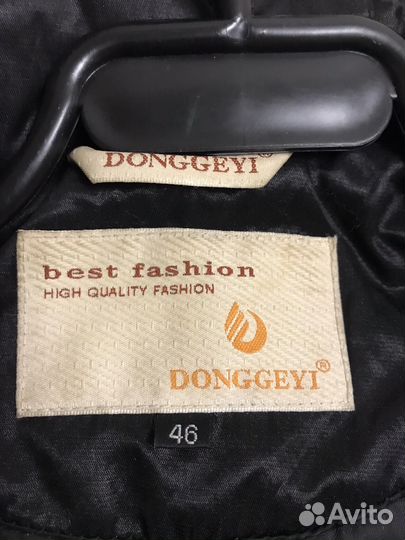 DONGGEYI®
best fashion
HIGH QUALITY FASHION
DONGGEYI®
46
Avito